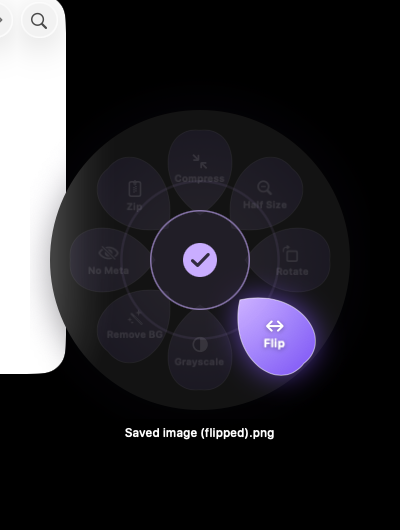 Compress
Zip
Half Size
No Meta
Rotate
Remove BG
Flip
Grayscale
Saved image (flipped).png